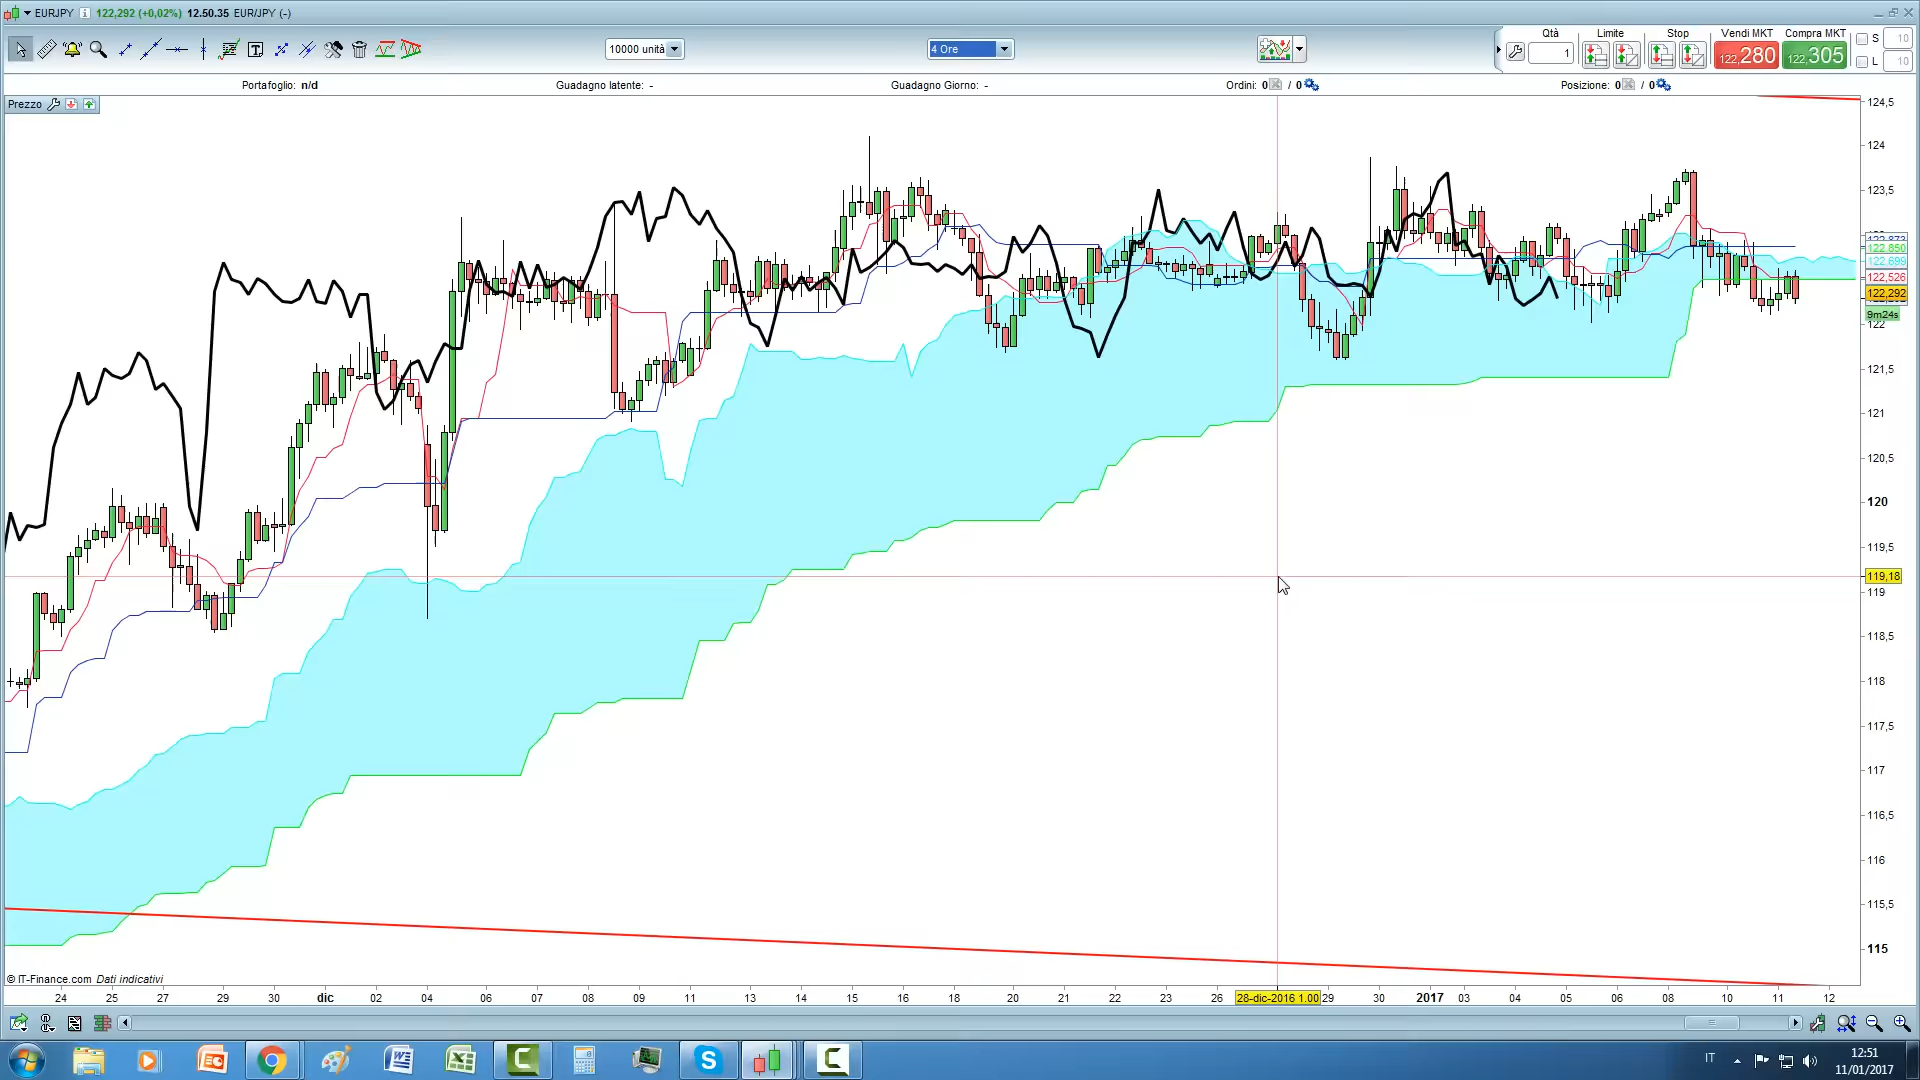 EURJPY 122,292 (+0,02%) 12.50.35 EUR/JPY (-)
10000 unità
4 Ore
Qtà Limite Stop Vendi MKT Compra MKT
1
122,280
122,305
S 10
L 10
Portafoglio: n/d Guadagno latente: - Guadagno Giorno: - Ordini: 0 / 0 Posizione: 0 / 0
Prezzo
124,5
124
123,5
122,850
122,699
122,526
122,292
9m24s
122
121,5
121
120,5
120
119,5
119,18
119
118,5
118
117,5
117
116,5
116
115,5
115
© IT-Finance.com Dati indicativi
24 25 27 29 30 dic 02 04 06 07 08 09 11 13 14 15 16 18 20 21 22 23 26 28-dic-2016 1.00 29 30 2017 03 04 05 06 08 10 11 12
IT
12:51
11/01/2017